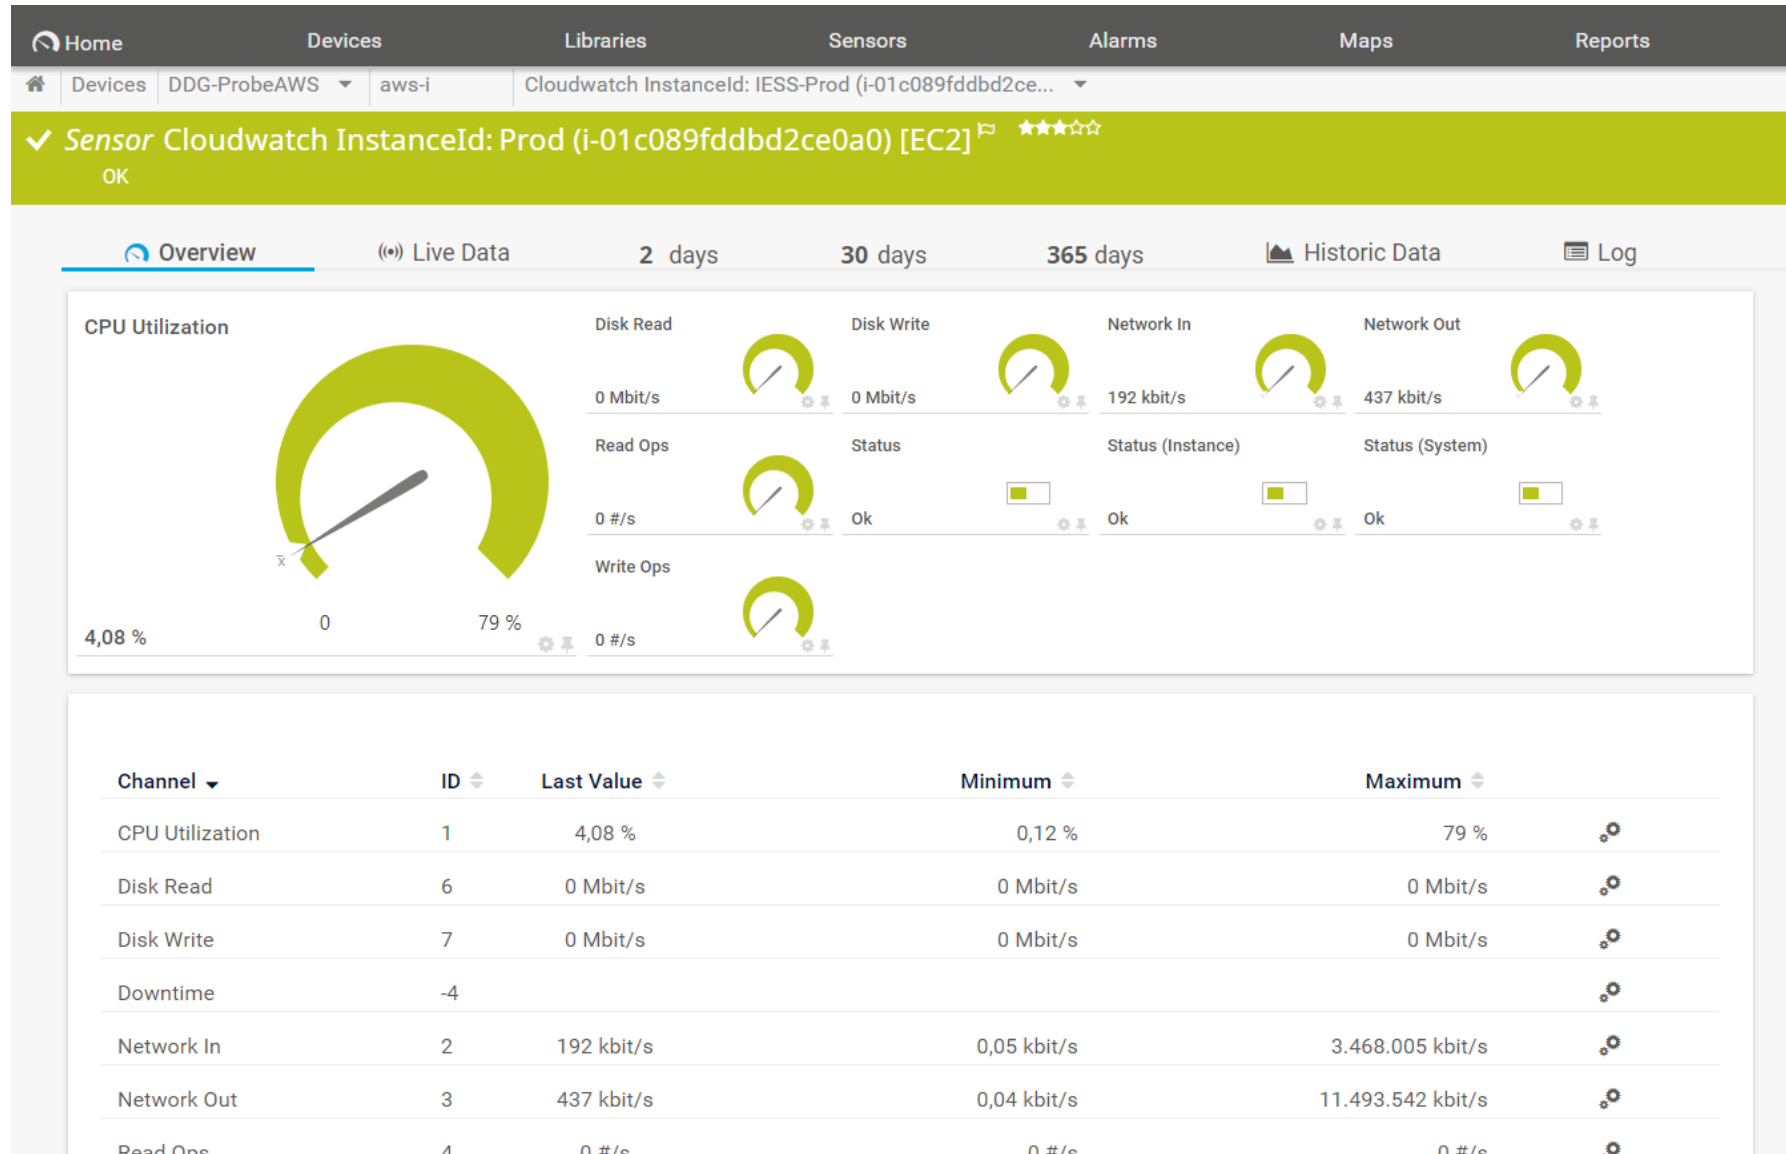 Home Devices Libraries Sensors Alarms Maps Reports
Devices DDG-ProbeAWS aws-i Cloudwatch InstanceId: IESS-Prod (i-01c089fddbd2ce...
Sensor Cloudwatch InstanceId: Prod (i-01c089fddbd2ce0a0) [EC2]
OK
Overview Live Data 2 days 30 days 365 days Historic Data Log
CPU Utilization
x̄
0 79 %
4,08 %
Disk Read
0 Mbit/s
Disk Write
0 Mbit/s
Network In
192 kbit/s
Network Out
437 kbit/s
Read Ops
0 #/s
Status
Ok
Status (Instance)
Ok
Status (System)
Ok
Write Ops
0 #/s
Channel ID Last Value Minimum Maximum
CPU Utilization 1 4,08 % 0,12 % 79 %
Disk Read 6 0 Mbit/s 0 Mbit/s 0 Mbit/s
Disk Write 7 0 Mbit/s 0 Mbit/s 0 Mbit/s
Downtime -4
Network In 2 192 kbit/s 0,05 kbit/s 3.468.005 kbit/s
Network Out 3 437 kbit/s 0,04 kbit/s 11.493.542 kbit/s
Read Ops 4 0 #/s 0 #/s 0 #/s